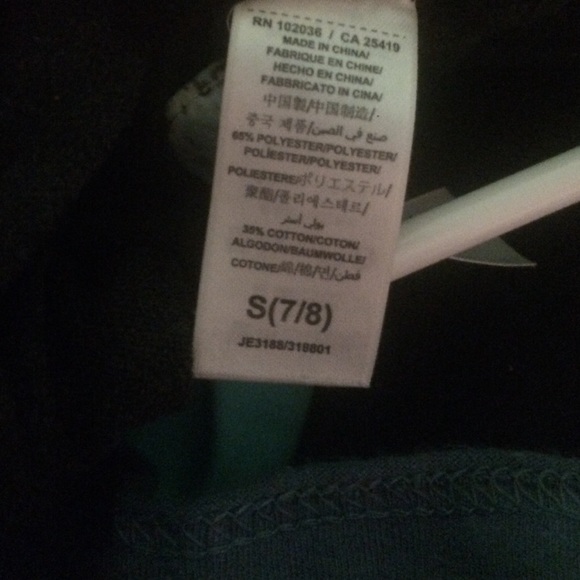 RN 102036 / CA 25419
MADE IN CHINA/
FABRIQUE EN CHINE/
HECHO EN CHINA/
FABBRICATO IN CINA/
中国製/中国制造/
중국 제품/صنع في الصين/
65% POLYESTER/POLYESTER/
POLİESTER/POLYESTER/
POLIESTERE/ポリエステル/
聚酯/폴리에스테르/
بولي أستر
35% COTTON/COTON/
ALGODON/BAUMWOLLE/
COTONE/綿/棉/면/قطن/
S(7/8)
JE3188/318801